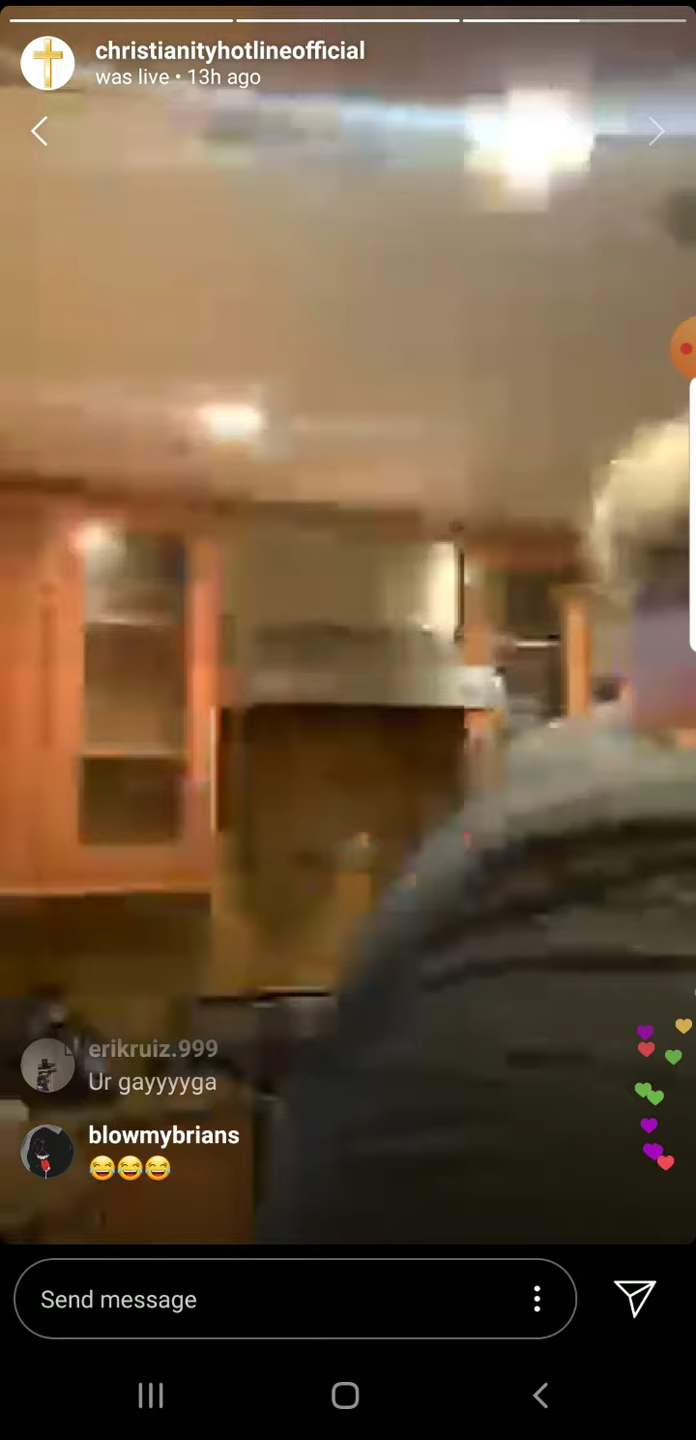 christianityhotlineofficial
was live • 13h ago
erikruiz.999
Ur gayyyyga
blowmybrians
😂😂😂
Send message